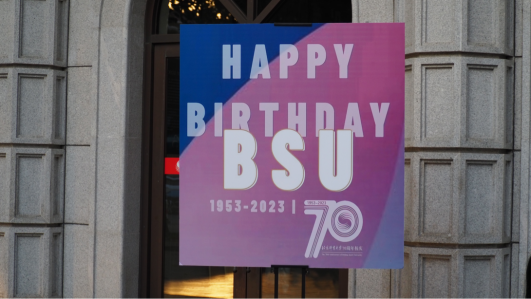 HAPPY
BIRTHDAY
BSU
1953-2023 | 70